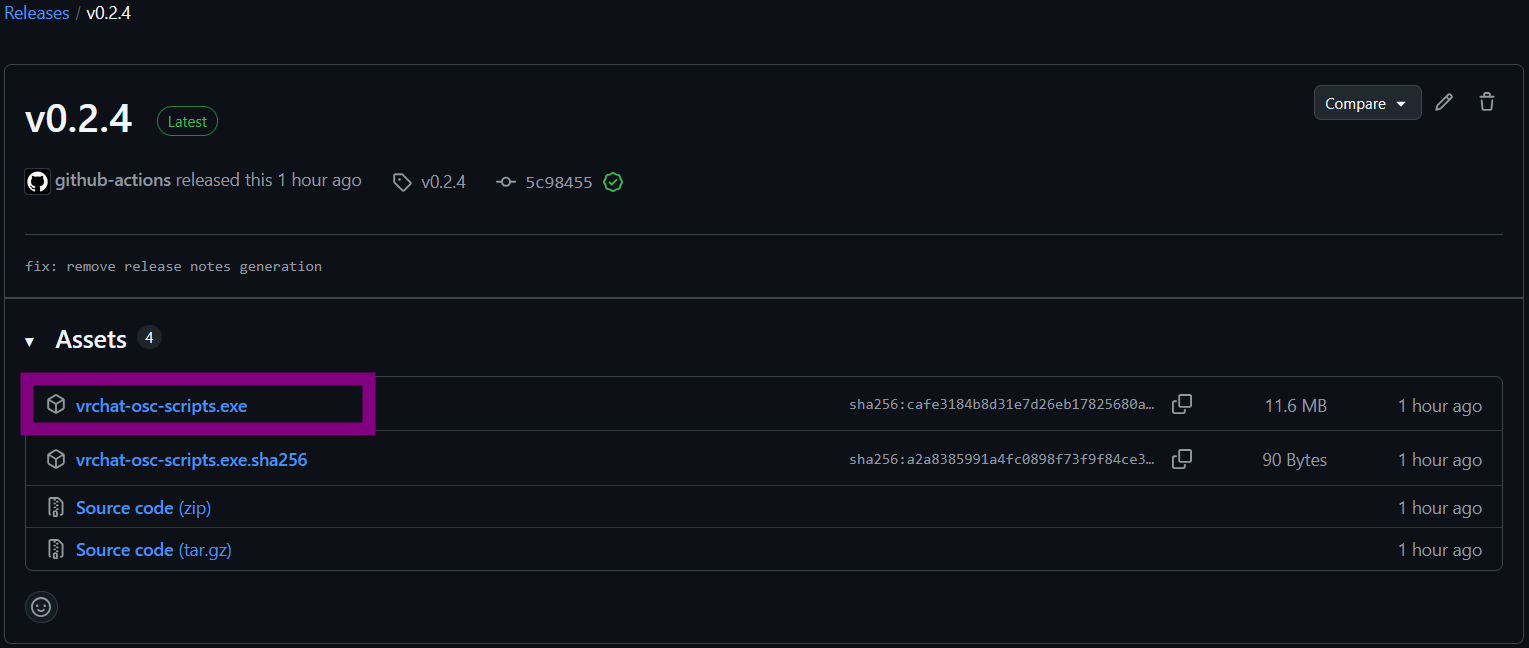 Releases / v0.2.4
v0.2.4 Latest
Compare
github-actions released this 1 hour ago v0.2.4 5c98455
fix: remove release notes generation
Assets 4
vrchat-osc-scripts.exe sha256:cafe3184b8d31e7d26eb17825680a… 11.6 MB 1 hour ago
vrchat-osc-scripts.exe.sha256 sha256:a2a8385991a4fc0898f73f9f84ce3… 90 Bytes 1 hour ago
Source code (zip) 1 hour ago
Source code (tar.gz) 1 hour ago